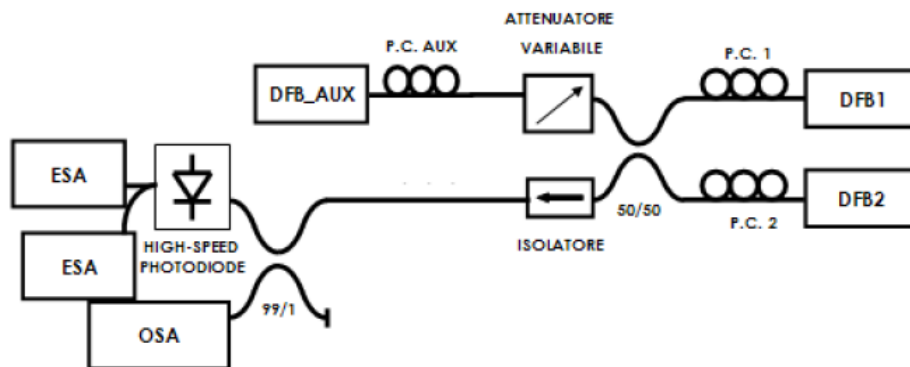 ATTENUATORE
VARIABILE
P.C. AUX
P.C. 1
DFB_AUX
DFB1
ESA
HIGH-SPEED
PHOTODIODE
ISOLATORE
50/50
P.C. 2
DFB2
ESA
99/1
OSA